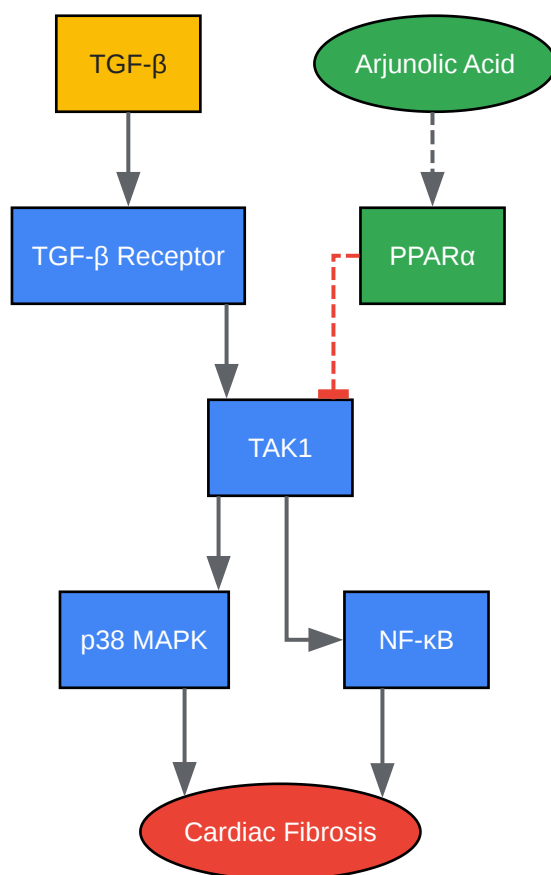 TGF-β
Arjunolic Acid
TGF-β Receptor
PPARα
TAK1
p38 MAPK
NF-κB
Cardiac Fibrosis